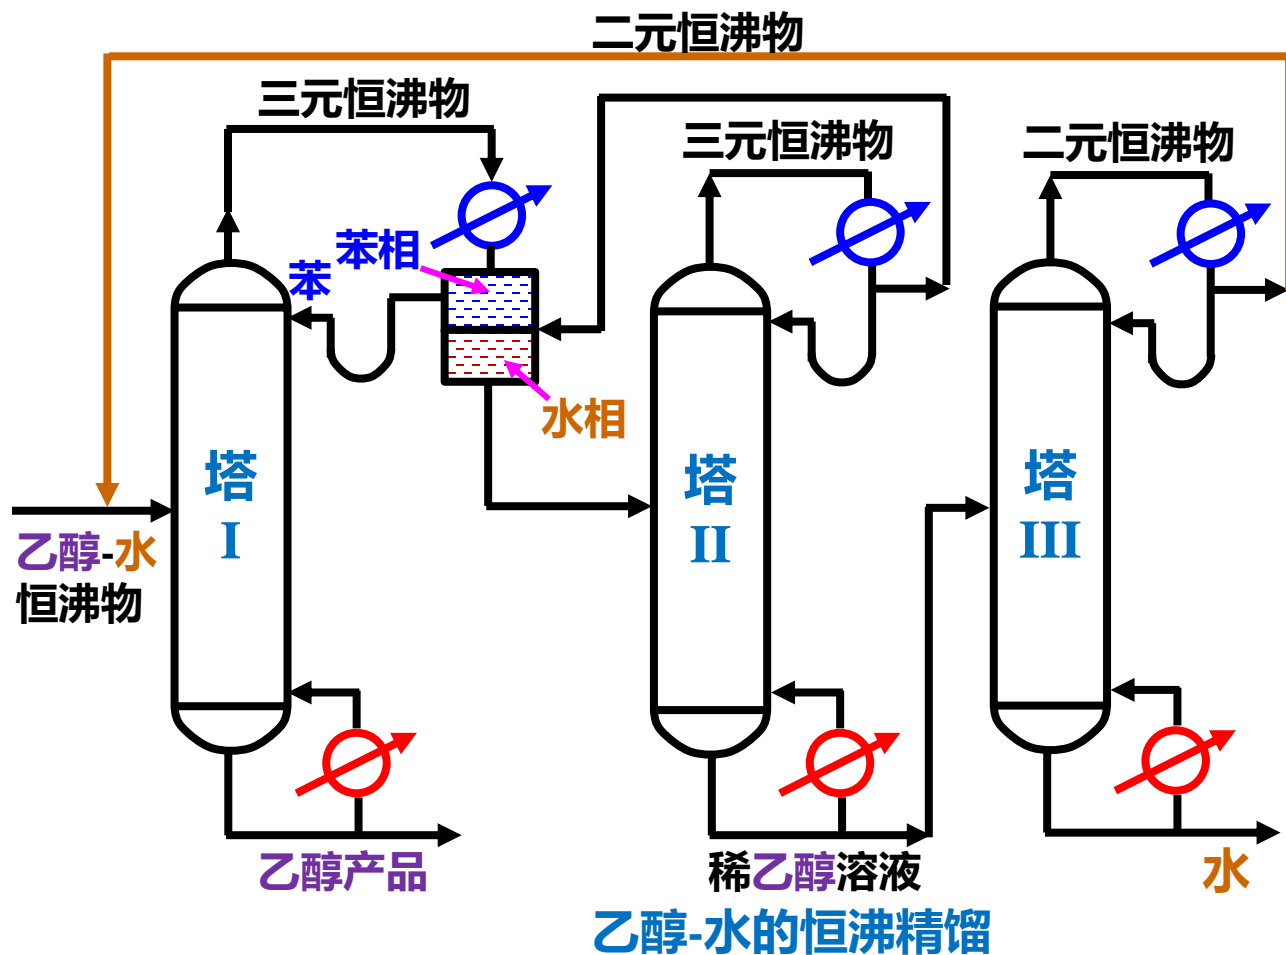 二元恒沸物
三元恒沸物
三元恒沸物
二元恒沸物
苯相
苯
水相
塔
I
塔
II
塔
III
乙醇-水
恒沸物
乙醇产品
稀乙醇溶液
水
乙醇-水的恒沸精馏